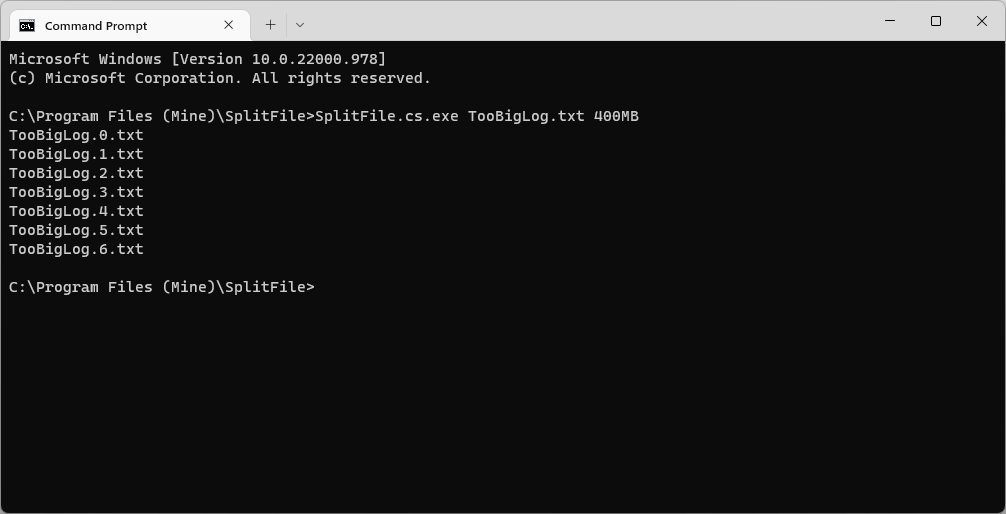 Command Prompt
Microsoft Windows [Version 10.0.22000.978]
(c) Microsoft Corporation. All rights reserved.
C:\Program Files (Mine)\SplitFile>SplitFile.cs.exe TooBigLog.txt 400MB
TooBigLog.0.txt
TooBigLog.1.txt
TooBigLog.2.txt
TooBigLog.3.txt
TooBigLog.4.txt
TooBigLog.5.txt
TooBigLog.6.txt
C:\Program Files (Mine)\SplitFile>